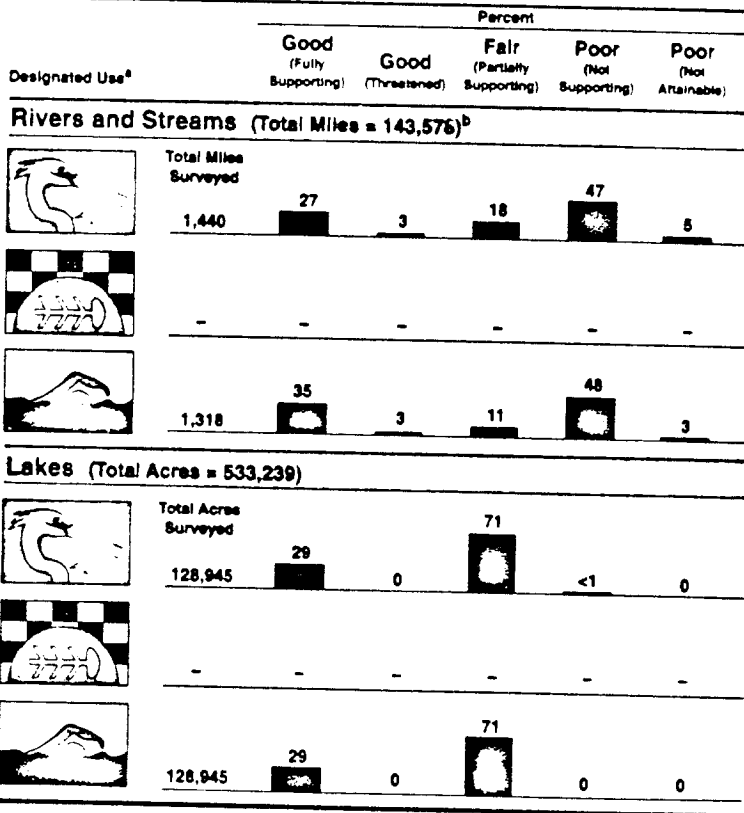 Percent
Designated Useᵃ
Good (Fully Supporting)
Good (Threatened)
Fair (Partially Supporting)
Poor (Not Supporting)
Poor (Not Attainable)
Rivers and Streams (Total Miles = 143,575)ᵇ
Total Miles Surveyed
27 47
1,440 3 18 5
- - - - - -
35 48
1,318 3 11 3
Lakes (Total Acres = 533,239)
Total Acres Surveyed
71
29
128,945 0 <1 0
- - - - - -
71
29
128,945 0 0 0